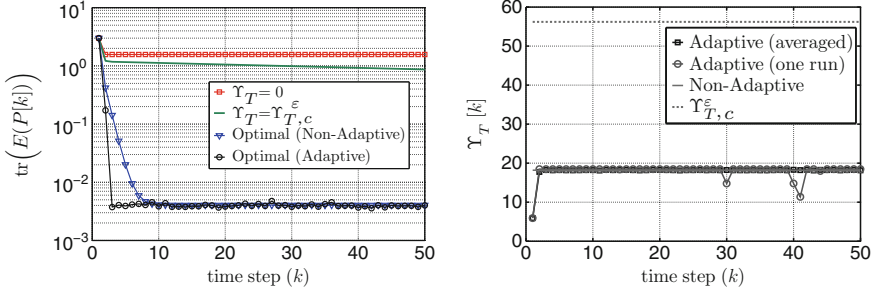 10^1
10^0
10^{-1}
10^{-2}
10^{-3}
tr(E(P[k]))
Υ_T = 0
Υ_T = Υ^ε_{T,c}
Optimal (Non-Adaptive)
Optimal (Adaptive)
0 10 20 30 40 50
time step (k)
60
50
40
30
20
10
0
Υ_T [k]
Adaptive (averaged)
Adaptive (one run)
Non-Adaptive
Υ^ε_{T,c}
0 10 20 30 40 50
time step (k)